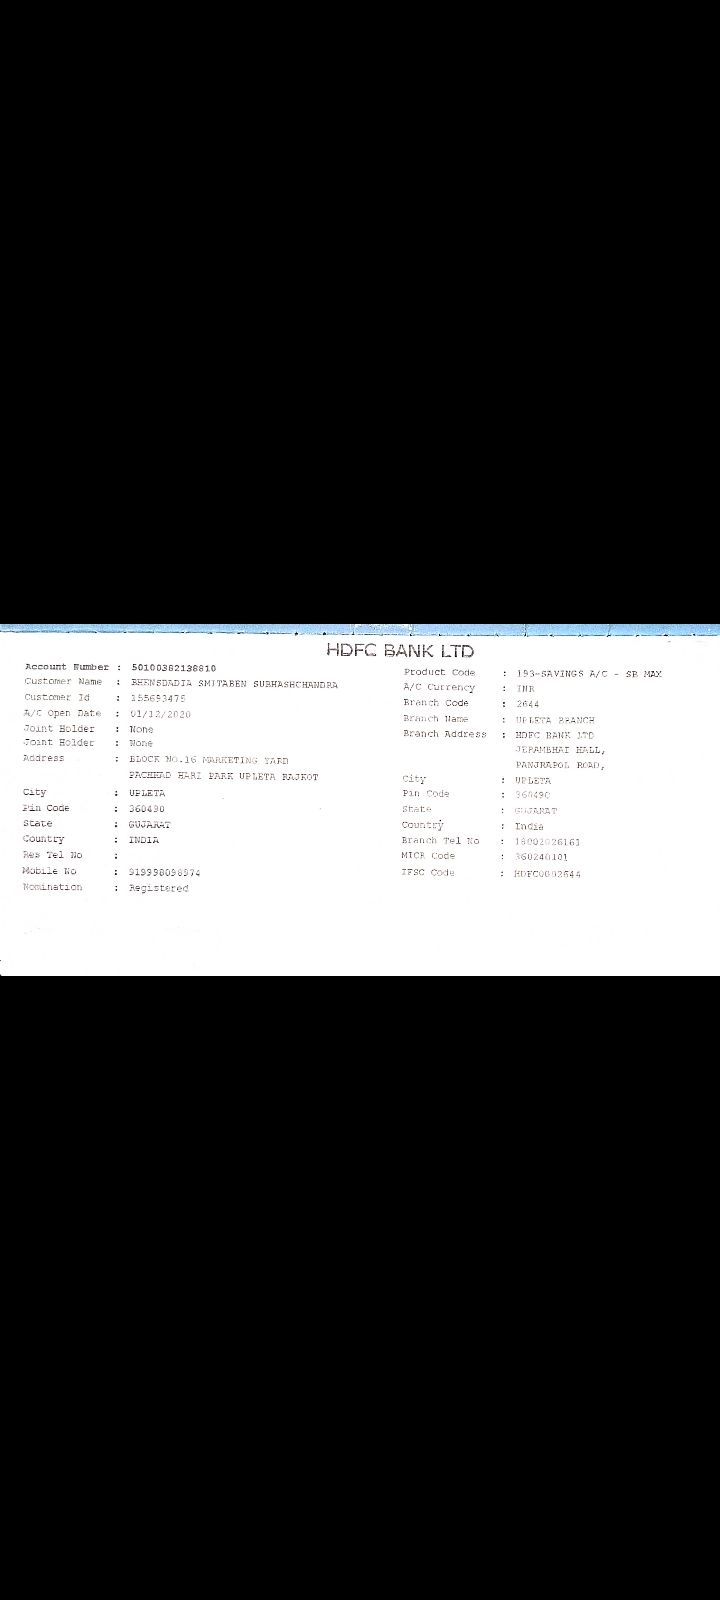 HDFC BANK LTD
Account Number : 50100382138810
Customer Name : BHENSDADIA SMITABEN SUBHASHCHANDRA
Customer Id : 155693475
A/C Open Date : 01/12/2020
Joint Holder : None
Joint Holder : None
Address : BLOCK NO.16 MARKETING YARD
PACHHAD HARI PARK UPLETA RAJKOT
City : UPLETA
Pin Code : 360490
State : GUJARAT
Country : INDIA
Res Tel No :
Mobile No : 919998098974
Nomination : Registered
Product Code : 193-SAVINGS A/C - SB MAX
A/C Currency : INR
Branch Code : 2644
Branch Name : UPLETA BRANCH
Branch Address : HDFC BANK LTD
JERAMBHAI HALL,
PANJRAPOL ROAD,
City : UPLETA
Pin Code : 360490
State : GUJARAT
Country : India
Branch Tel No : 18002026161
MICR Code : 360240101
IFSC Code : HDFC0002644